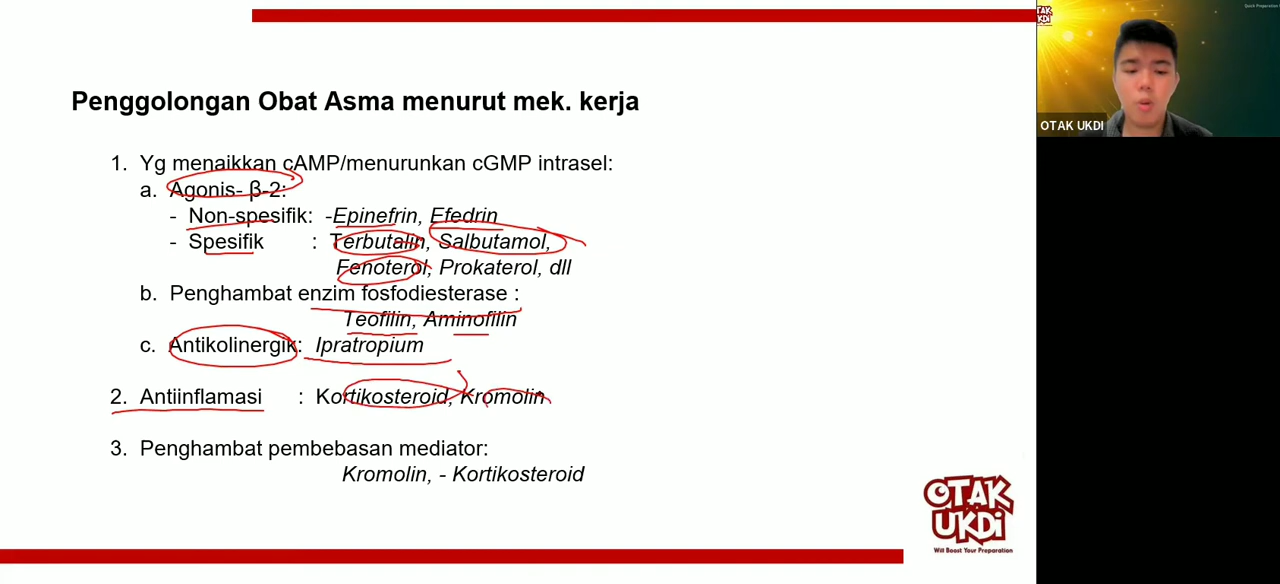 Penggolongan Obat Asma menurut mek. kerja
1. Yg menaikkan cAMP/menurunkan cGMP intrasel:
a. Agonis- β-2:
- Non-spesifik: -Epinefrin, Efedrin
- Spesifik : Terbutalin, Salbutamol,
Fenoterol, Prokaterol, dll
b. Penghambat enzim fosfodiesterase :
Teofilin, Aminofilin
c. Antikolinergik: Ipratropium
2. Antiinflamasi : Kortikosteroid, Kromolin
3. Penghambat pembebasan mediator:
Kromolin, - Kortikosteroid
OTAK
UKDI
Will Boost Your Preparation
TAK
UKDI
Quick Preparation
OTAK UKDI